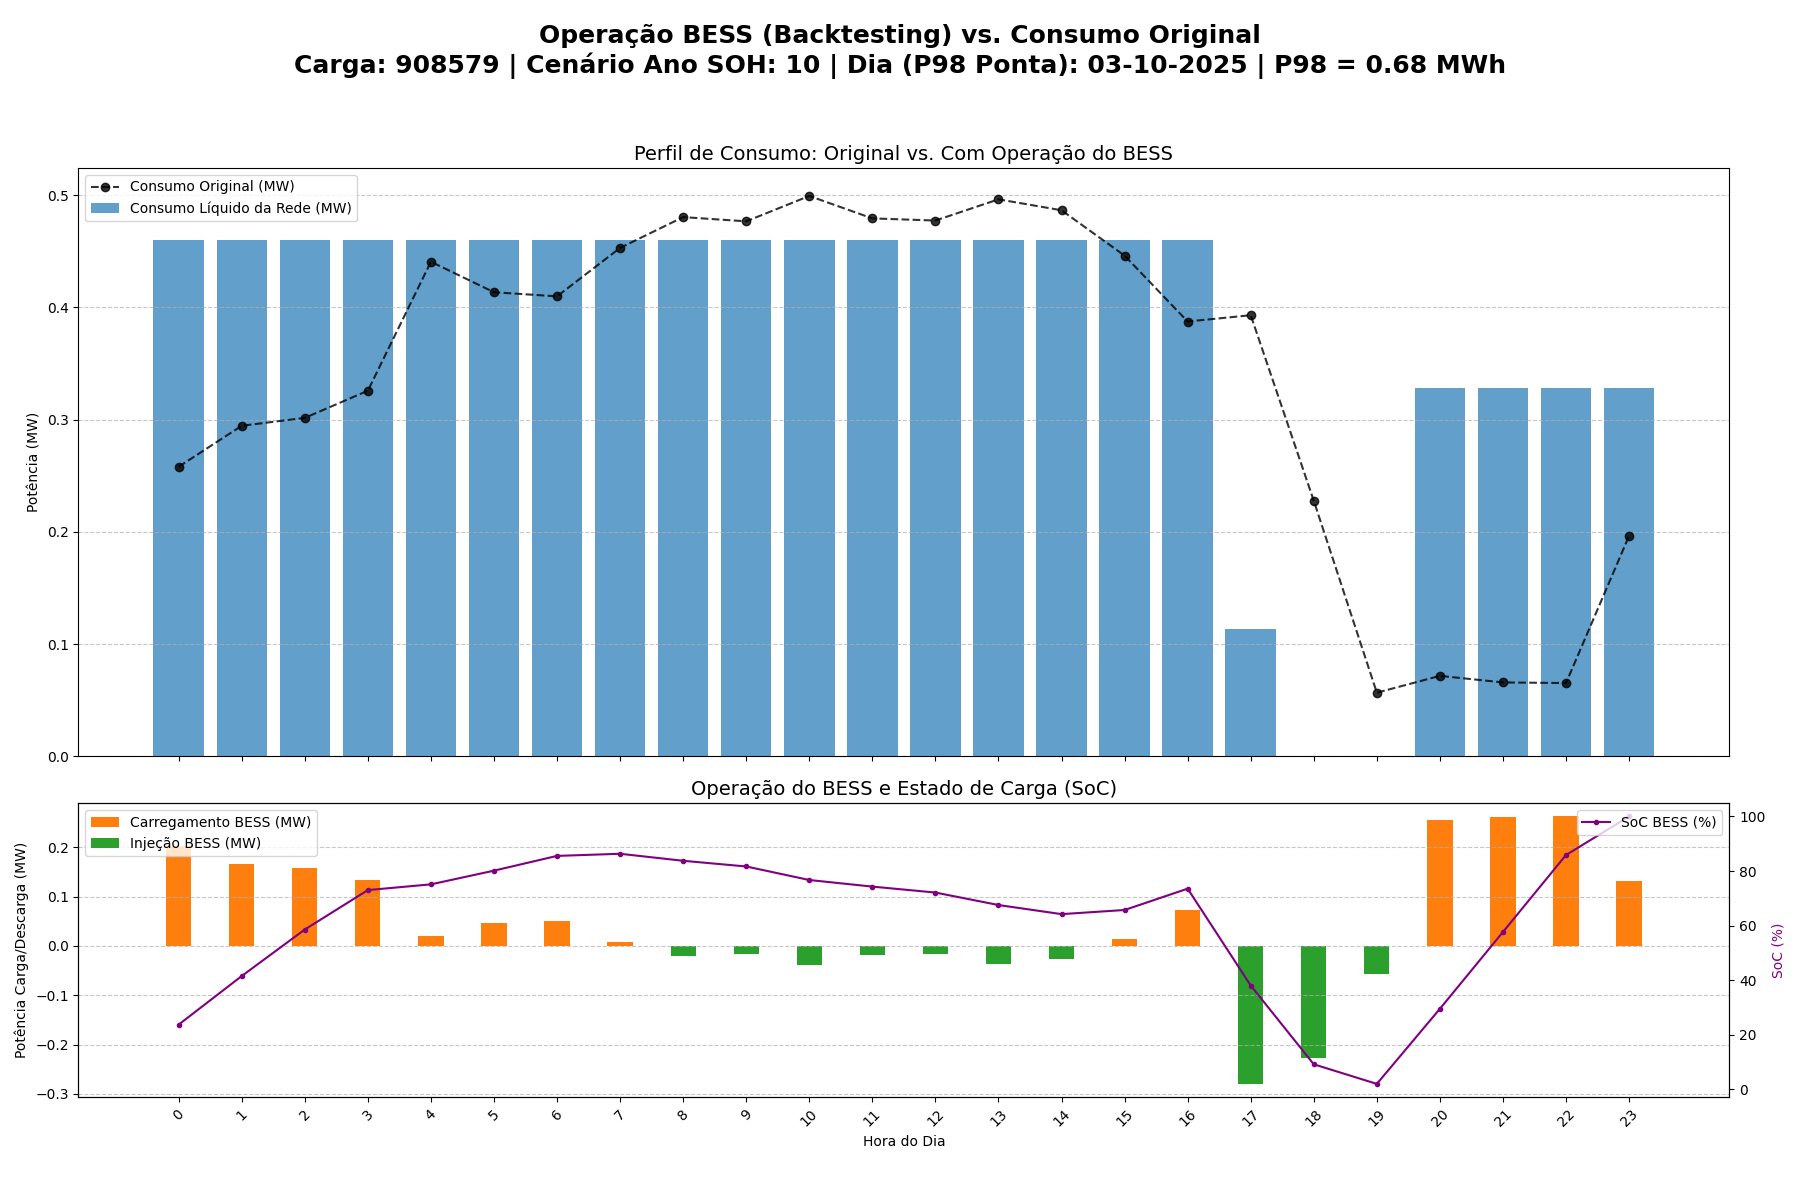 Operação BESS (Backtesting) vs. Consumo Original
Carga: 908579 | Cenário Ano SOH: 10 | Dia (P98 Ponta): 03-10-2025 | P98 = 0.68 MWh
Perfil de Consumo: Original vs. Com Operação do BESS
Consumo Original (MW)
Consumo Líquido da Rede (MW)
Potência (MW)
0.5
0.4
0.3
0.2
0.1
0.0
Operação do BESS e Estado de Carga (SoC)
Carregamento BESS (MW)
Injeção BESS (MW)
SoC BESS (%)
Potência Carga/Descarga (MW)
0.2
0.1
0.0
−0.1
−0.2
−0.3
100
80
60
40
20
0
SoC (%)
0 1 2 3 4 5 6 7 8 9 10 11 12 13 14 15 16 17 18 19 20 21 22 23
Hora do Dia